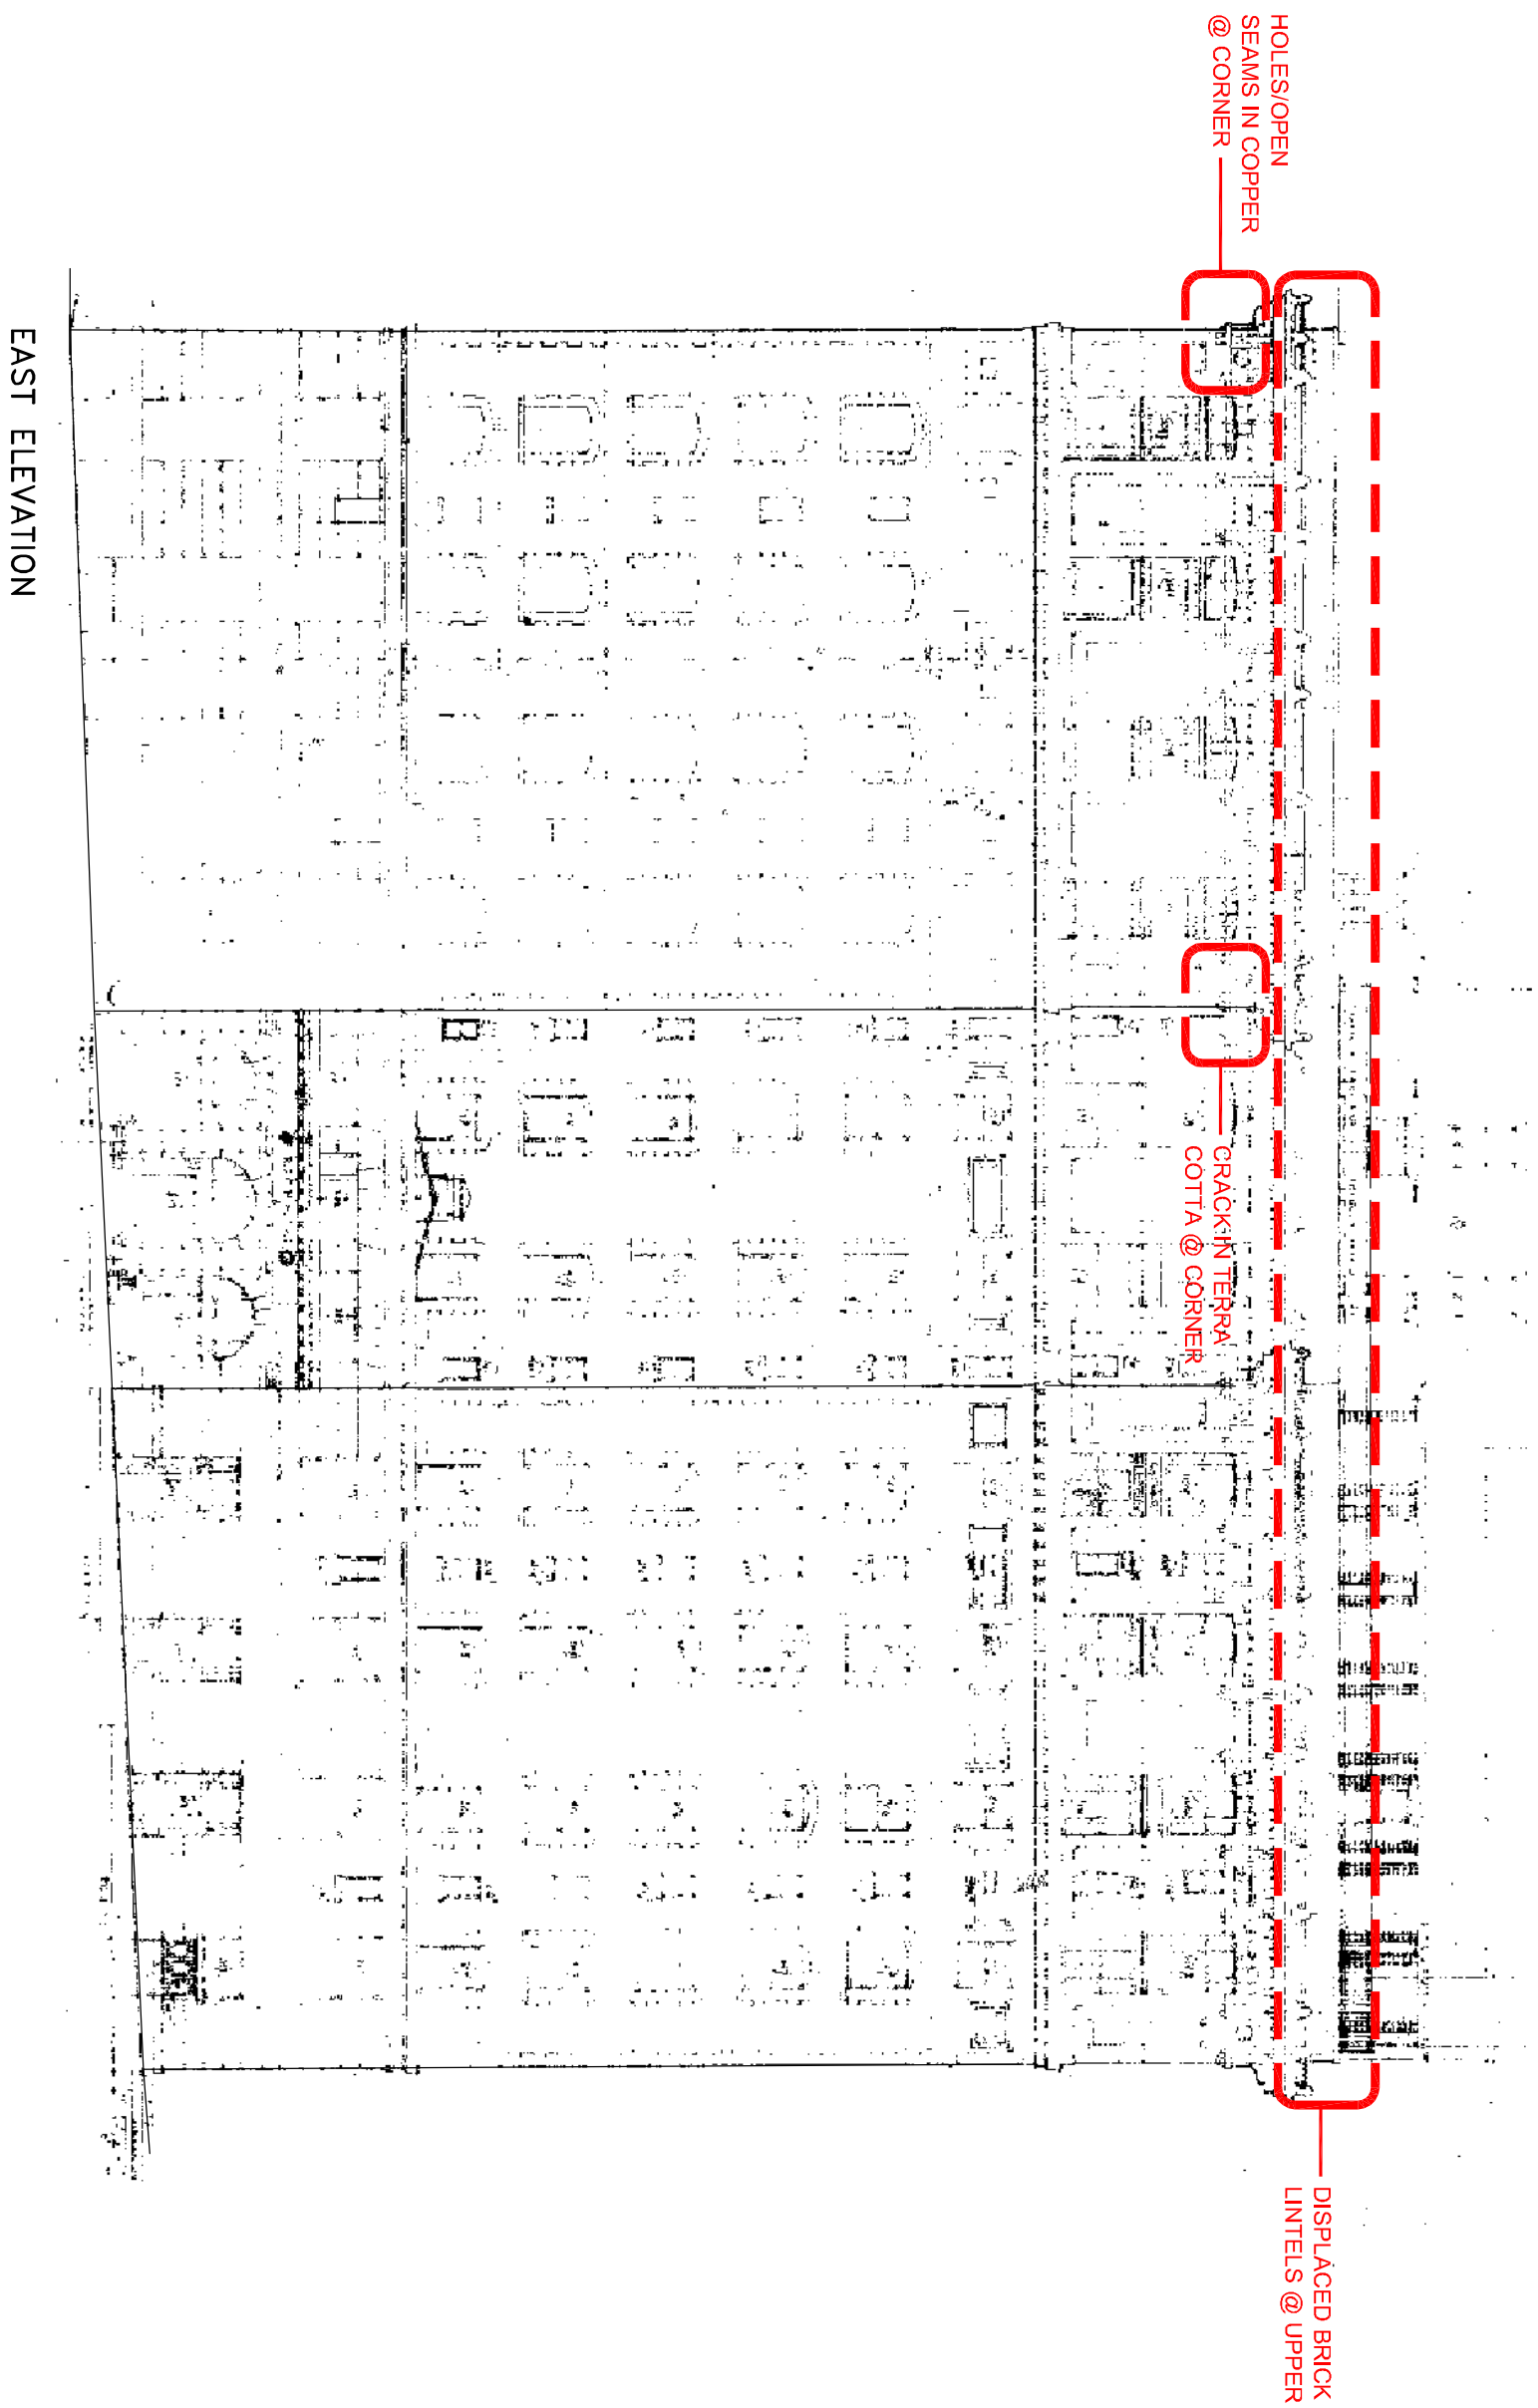 HOLES/OPEN
SEAMS IN COPPER
@ CORNER
CRACK IN TERRA
COTTA @ CORNER
DISPLACED BRICK
LINTELS @ UPPER
EAST ELEVATION